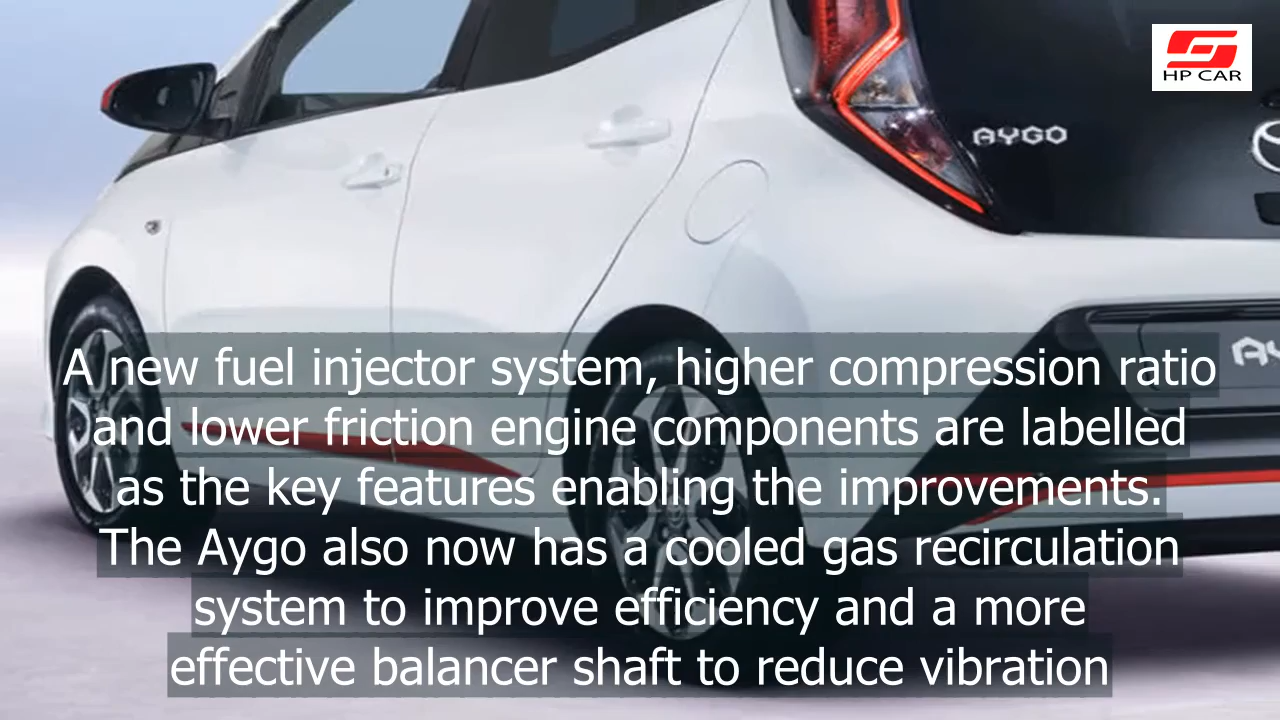 HP CAR
AYGO
A new fuel injector system, higher compression ratio
and lower friction engine components are labelled
as the key features enabling the improvements.
The Aygo also now has a cooled gas recirculation
system to improve efficiency and a more
effective balancer shaft to reduce vibration